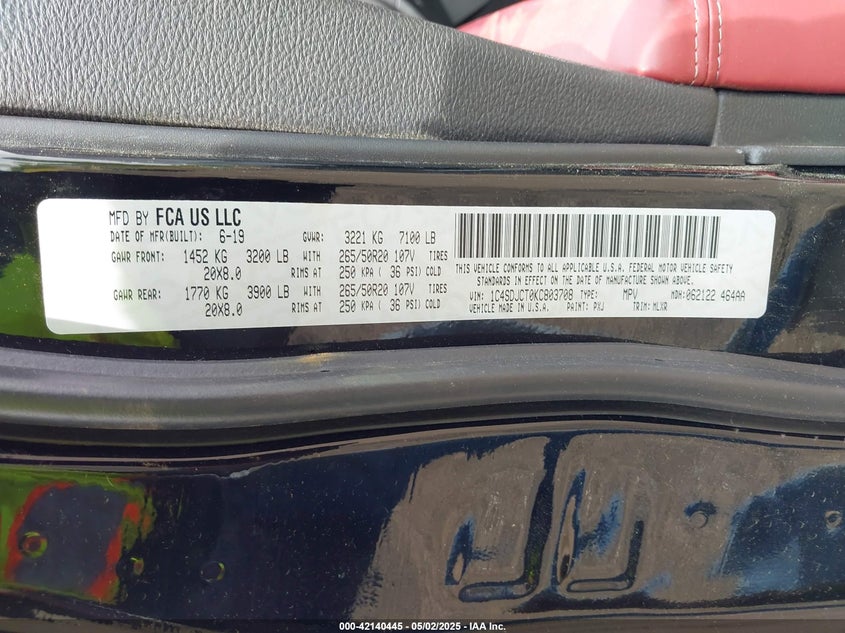 MFD BY FCA US LLC
DATE OF MFR(BUILT): 6-19 GVWR: 3221 KG 7100 LB
GAWR FRONT: 1452 KG 3200 LB WITH 265/50R20 107V TIRES
20X8.0 RIMS AT 250 KPA ( 36 PSI) COLD
GAWR REAR: 1770 KG 3900 LB WITH 265/50R20 107V TIRES
20X8.0 RIMS AT 250 KPA ( 36 PSI) COLD
THIS VEHICLE CONFORMS TO ALL APPLICABLE U.S.A. FEDERAL MOTOR VEHICLE SAFETY
STANDARDS IN EFFECT ON THE DATE OF MANUFACTURE SHOWN ABOVE.
VIN: 1C4SDJCT0KC803708 TYPE: MPV MDH: 062122 464AA
VEHICLE MADE IN U.S.A. PAINT: PXJ TRIM: MLXR
000-42140445 - 05/02/2025 - IAA Inc.